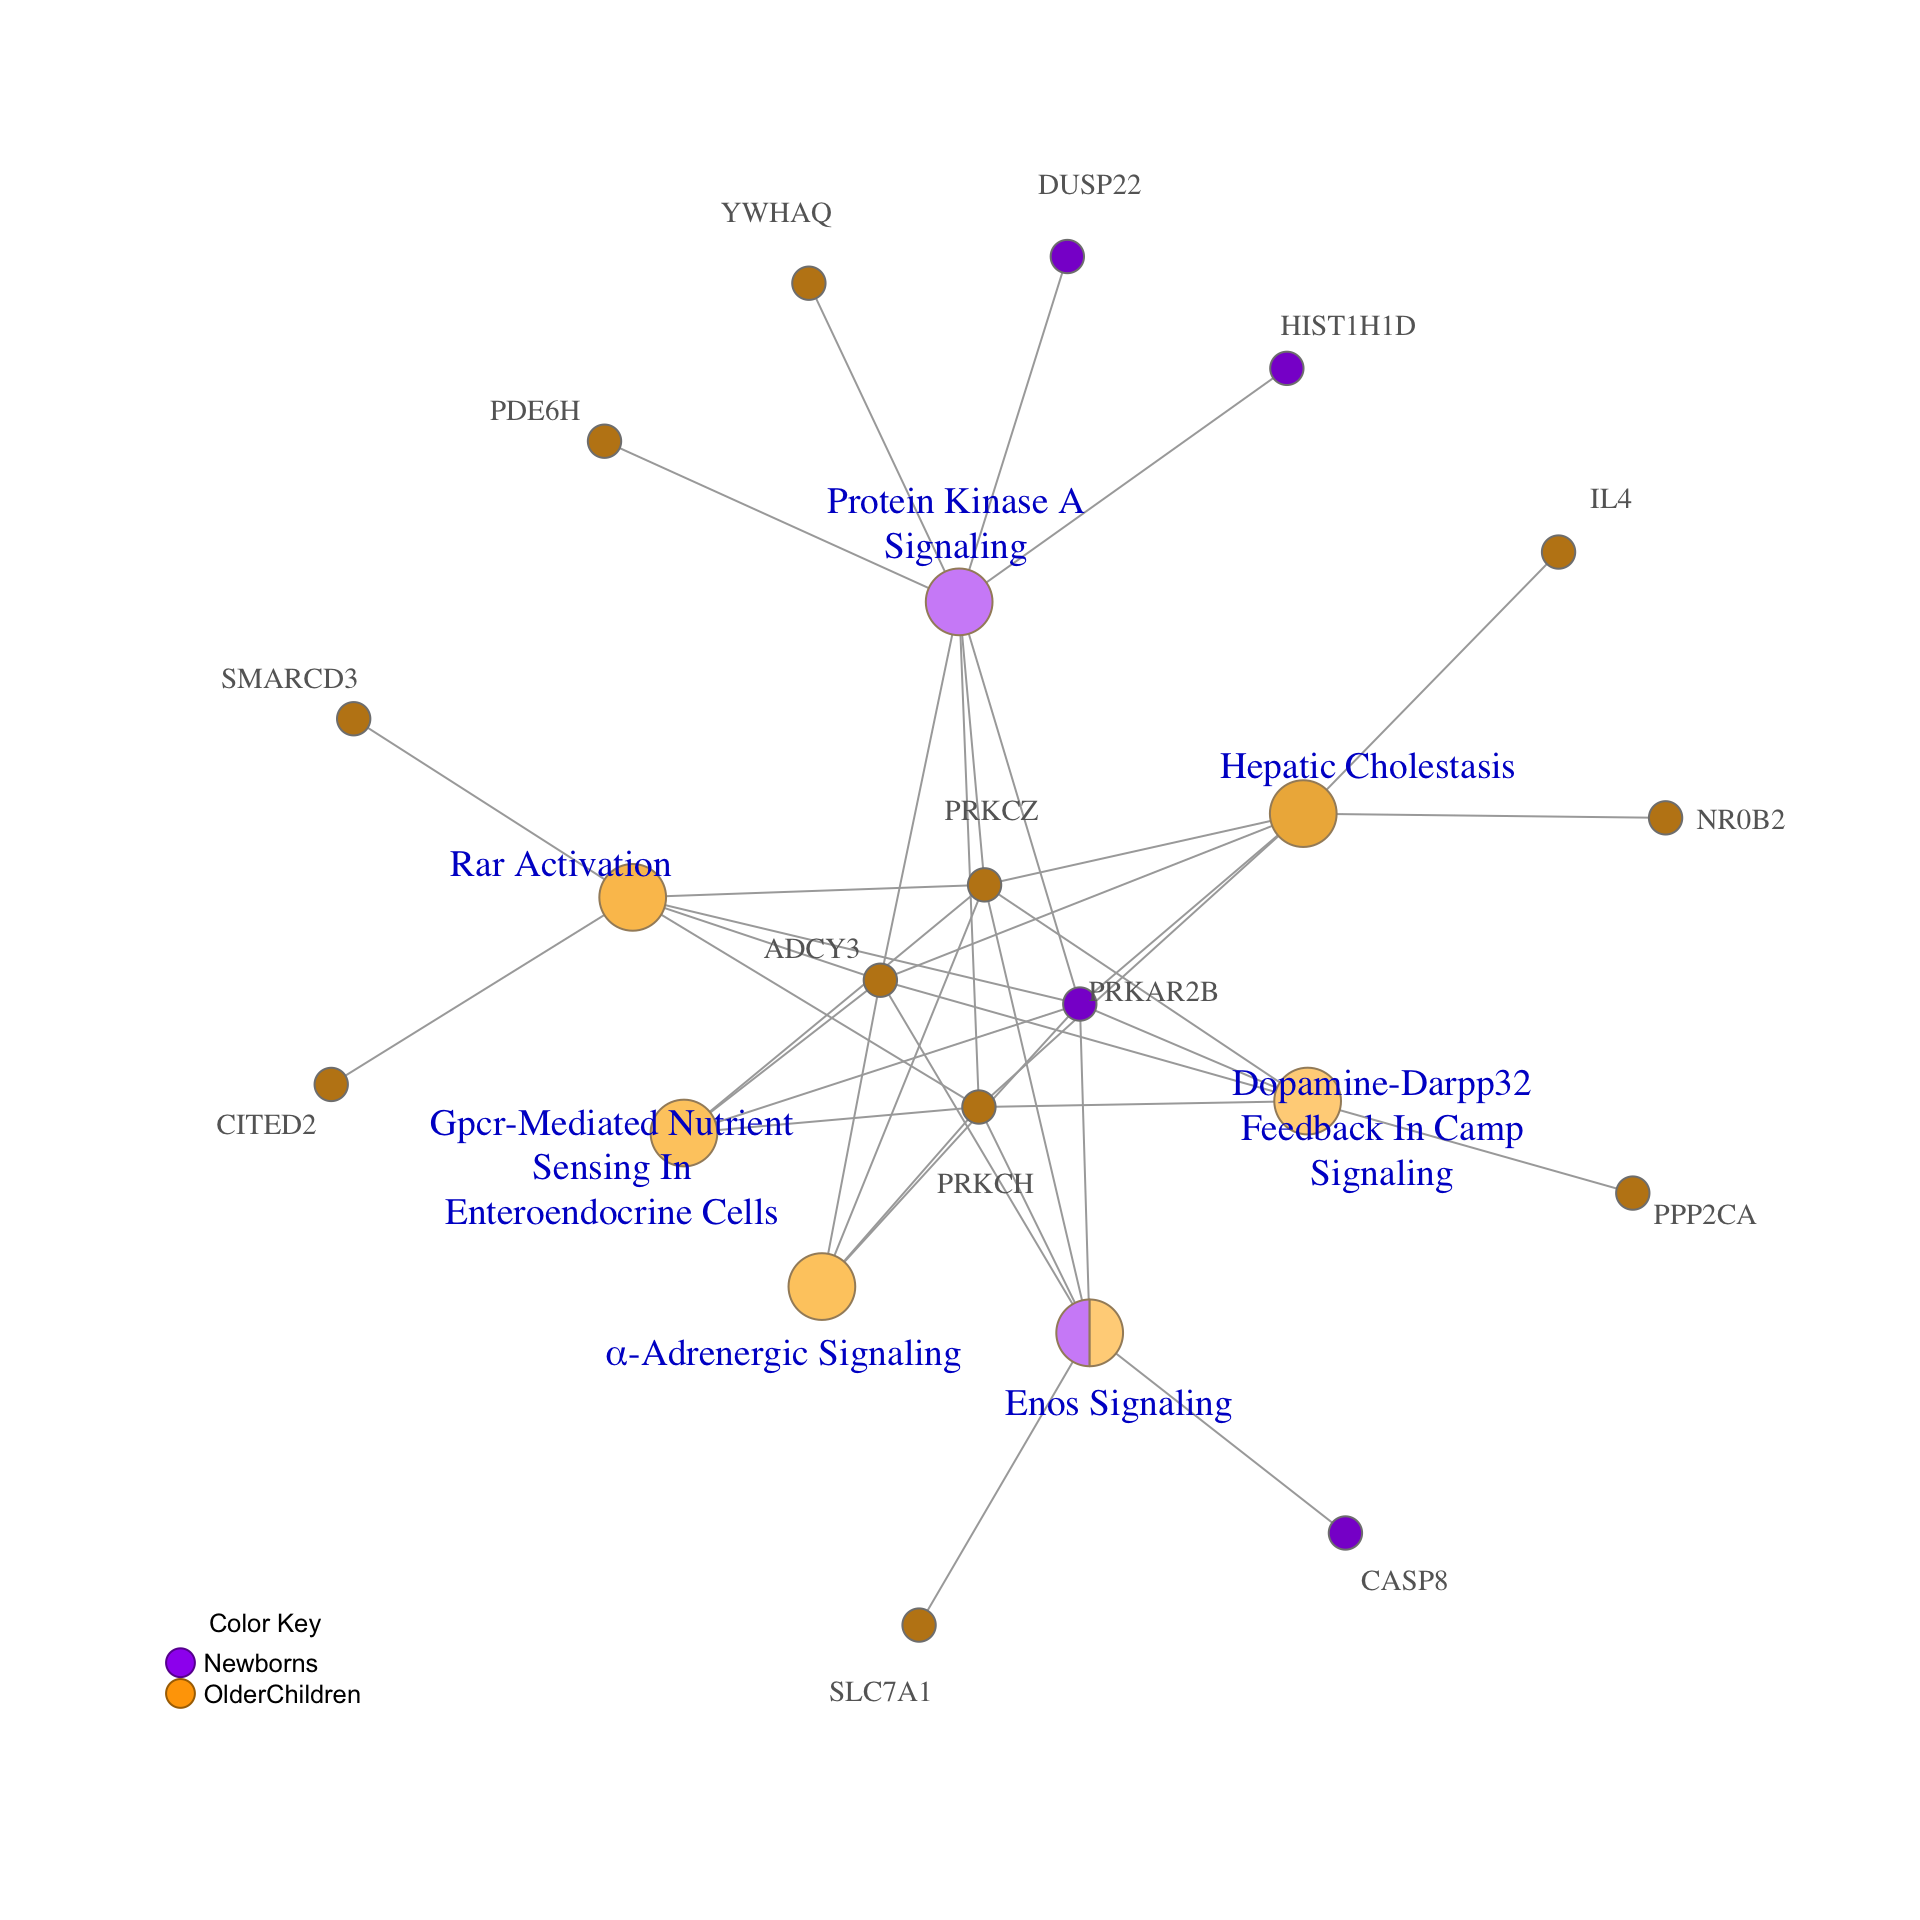 DUSP22
YWHAQ
HIST1H1D
PDE6H
IL4
Protein Kinase A
Signaling
SMARCD3
Hepatic Cholestasis
PRKCZ
NR0B2
Rar Activation
ADCY3
PRKAR2B
Dopamine-Darpp32
Feedback In Camp
Signaling
CITED2
Gpcr-Mediated Nutrient
Sensing In
Enteroendocrine Cells
PRKCH
PPP2CA
α-Adrenergic Signaling
Enos Signaling
CASP8
SLC7A1
Color Key
Newborns
OlderChildren